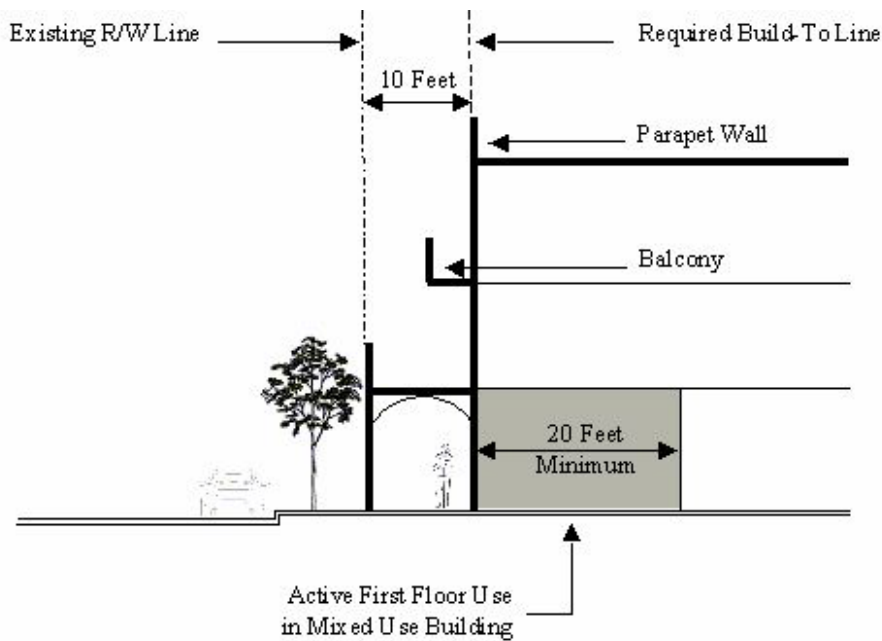 Existing R/W Line
Required Build-To Line
10 Feet
Parapet Wall
Balcony
20 Feet
Minimum
Active First Floor Use
in Mixed Use Building